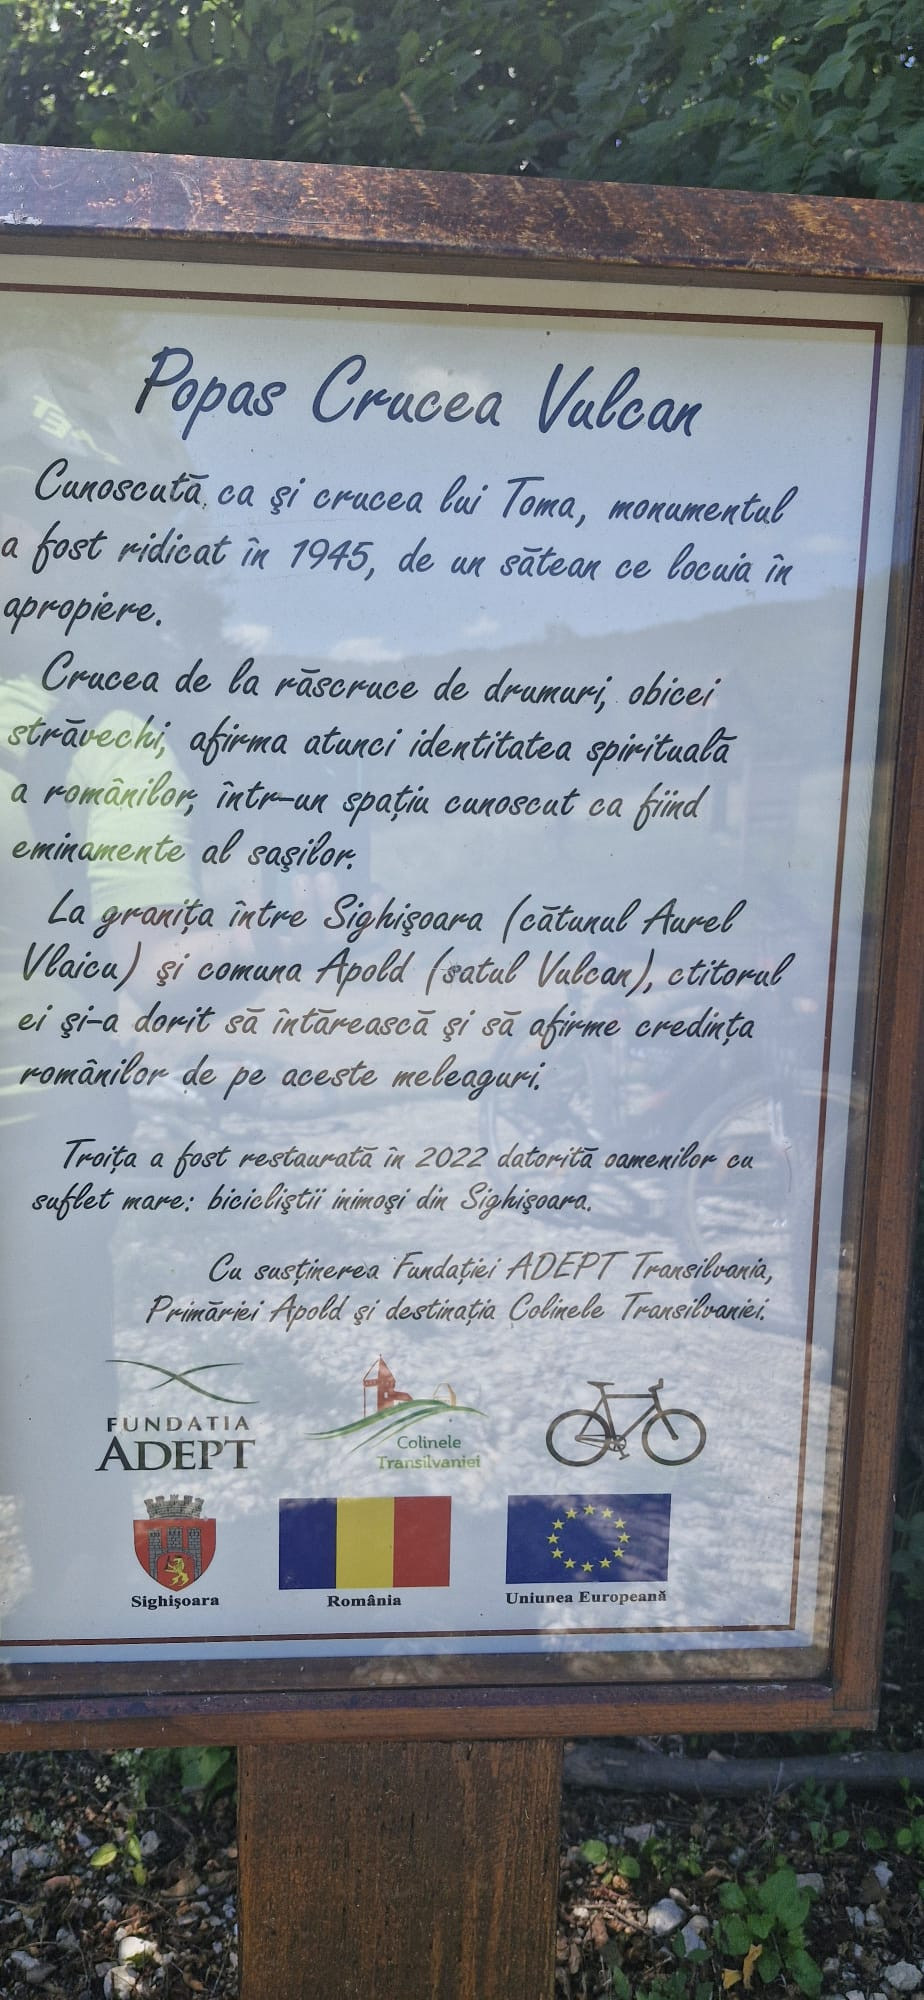 Popas Crucea Vulcan
Cunoscută ca şi crucea lui Toma, monumentul
a fost ridicat în 1945, de un sătean ce locuia în
apropiere.
Crucea de la răscruce de drumuri, obicei
străvechi, afirma atunci identitatea spirituală
a românilor, într-un spaţiu cunoscut ca fiind
eminamente al saşilor.
La graniţa între Sighişoara (cătunul Aurel
Vlaicu) şi comuna Apold (satul Vulcan), ctitorul
ei şi-a dorit să întărească şi să afirme credinţa
românilor de pe aceste meleaguri.
Troiţa a fost restaurată în 2022 datorită oamenilor cu
suflet mare: bicicliştii inimoşi din Sighişoara.
Cu susţinerea Fundaţiei ADEPT Transilvania,
Primăriei Apold şi destinaţia Colinele Transilvaniei.
FUNDATIA
ADEPT
Colinele
Transilvaniei
Sighişoara România Uniunea Europeană